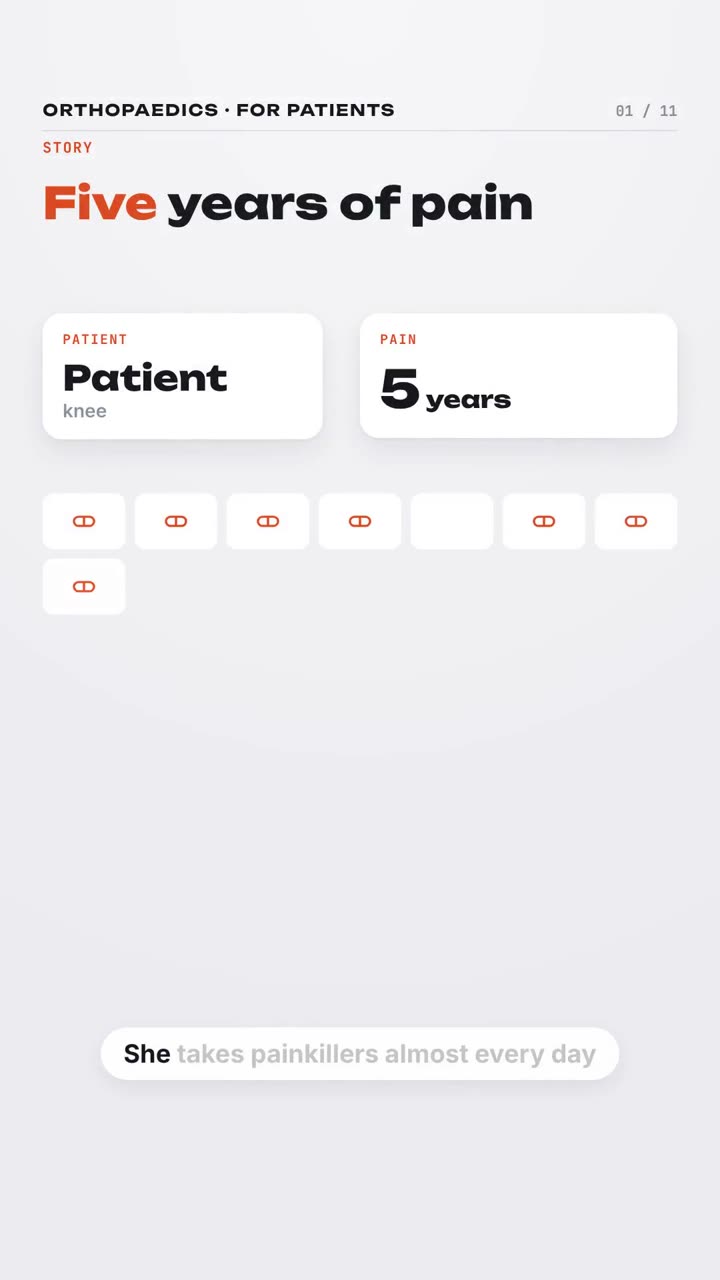 ORTHOPAEDICS · FOR PATIENTS
01 / 11
STORY
Five years of pain
PATIENT
Patient
knee
PAIN
5 years
She takes painkillers almost every day